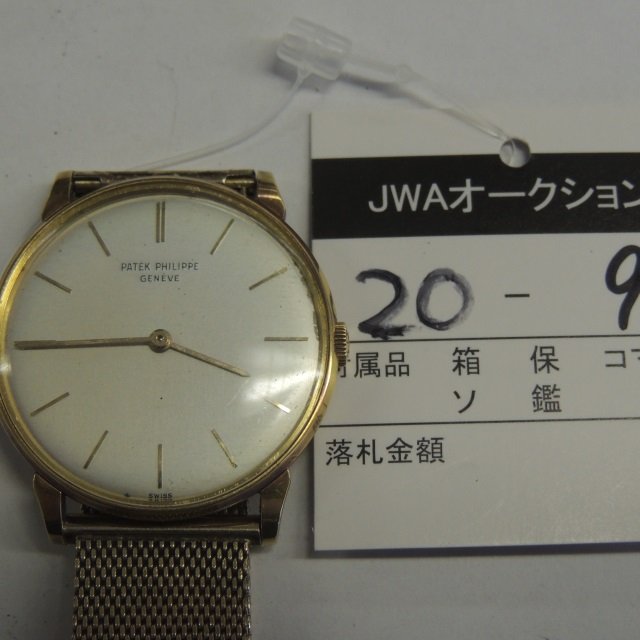 PATEK PHILIPPE
GENEVE
SWISS
JWAオークション
20 - 9
付属品 箱 保 コマ
ソ 鑑
落札金額